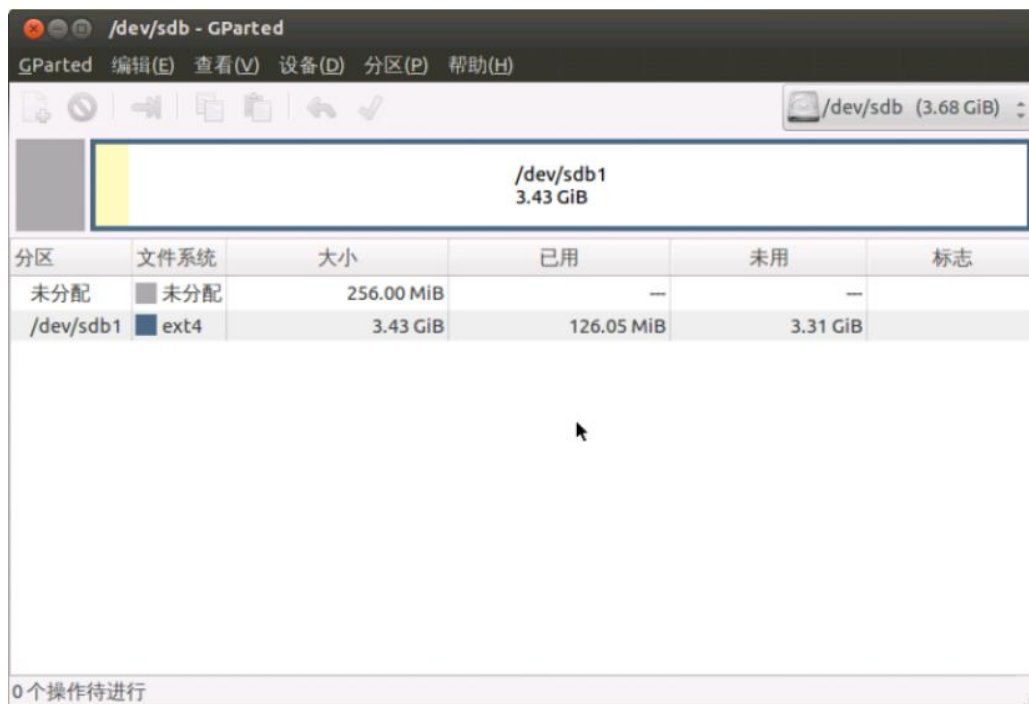 /dev/sdb - GParted
GParted 编辑(E) 查看(V) 设备(D) 分区(P) 帮助(H)
/dev/sdb (3.68 GiB)
/dev/sdb1
3.43 GiB
分区 文件系统 大小 已用 未用 标志
未分配 未分配 256.00 MiB --- ---
/dev/sdb1 ext4 3.43 GiB 126.05 MiB 3.31 GiB
0 个操作待进行